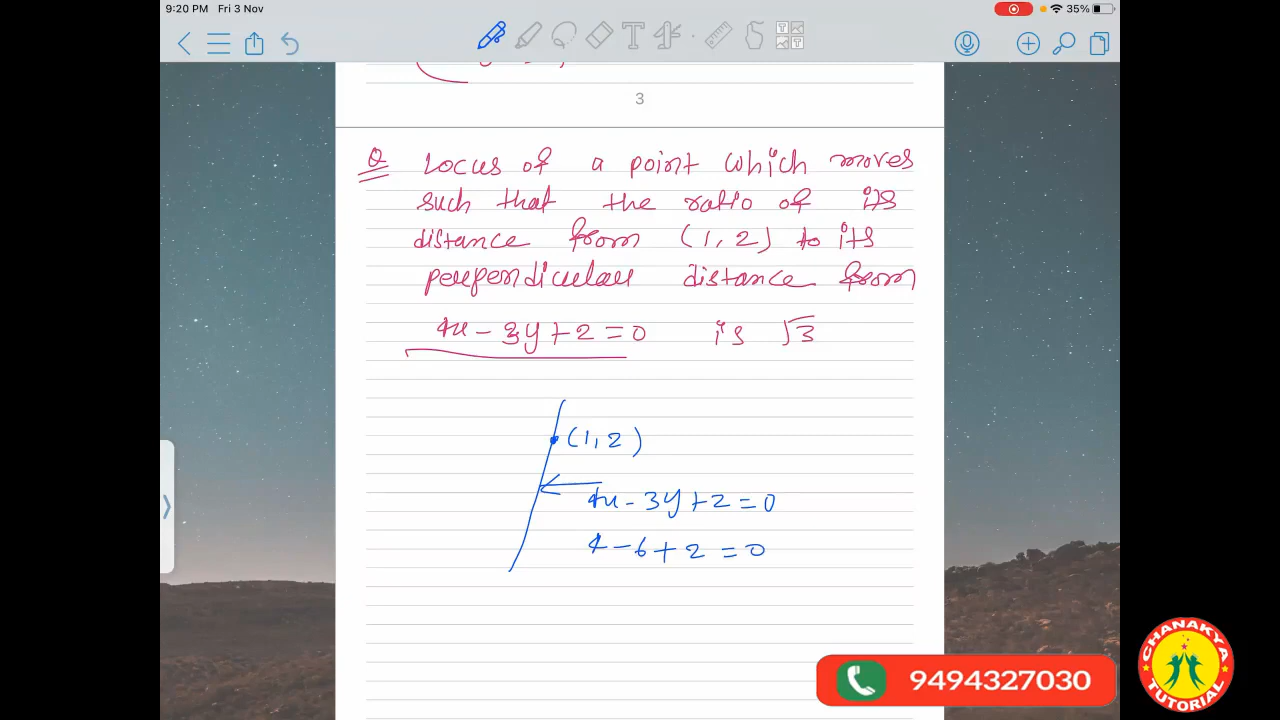 9:20 PM Fri 3 Nov
35%
3
Q Locus of a point which moves
such that the ratio of its
distance from (1, 2) to its
perpendicular distance from
4x - 3y + 2 = 0 is √3
(1, 2)
4x - 3y + 2 = 0
4 - 6 + 2 = 0
9494327030
CHANAKYA
TUTORIAL